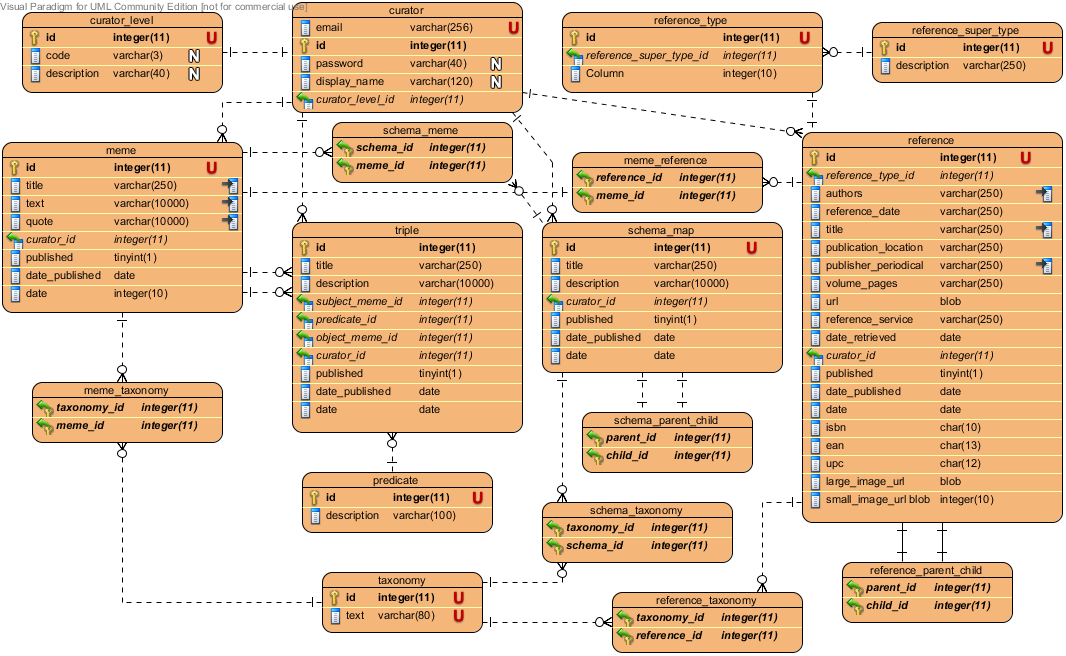 Visual Paradigm for UML Community Edition [not for commercial use]
curator_level
id integer(11) U
code varchar(3) N
description varchar(40) N
curator
email varchar(256) U
id integer(11)
password varchar(40) N
display_name varchar(120) N
curator_level_id integer(11)
reference_type
id integer(11) U
reference_super_type_id integer(11)
Column integer(10)
reference_super_type
id integer(11) U
description varchar(250)
meme
id integer(11) U
title varchar(250)
text varchar(10000)
quote varchar(10000)
curator_id integer(11)
published tinyint(1)
date_published date
date integer(10)
schema_meme
schema_id integer(11)
meme_id integer(11)
meme_reference
reference_id integer(11)
meme_id integer(11)
reference
id integer(11) U
reference_type_id integer(11)
authors varchar(250)
reference_date varchar(250)
title varchar(250)
publication_location varchar(250)
publisher_periodical varchar(250)
volume_pages varchar(250)
url blob
reference_service varchar(250)
date_retrieved date
curator_id integer(11)
published tinyint(1)
date_published date
date date
isbn char(10)
ean char(13)
upc char(12)
large_image_url blob
small_image_url blob integer(10)
triple
id integer(11)
title varchar(250)
description varchar(10000)
subject_meme_id integer(11)
predicate_id integer(11)
object_meme_id integer(11)
curator_id integer(11)
published tinyint(1)
date_published date
date date
schema_map
id integer(11) U
title varchar(250)
description varchar(10000)
curator_id integer(11)
published tinyint(1)
date_published date
date date
meme_taxonomy
taxonomy_id integer(11)
meme_id integer(11)
schema_parent_child
parent_id integer(11)
child_id integer(11)
predicate
id integer(11) U
description varchar(100)
schema_taxonomy
taxonomy_id integer(11)
schema_id integer(11)
taxonomy
id integer(11) U
text varchar(80) U
reference_taxonomy
taxonomy_id integer(11)
reference_id integer(11)
reference_parent_child
parent_id integer(11)
child_id integer(11)